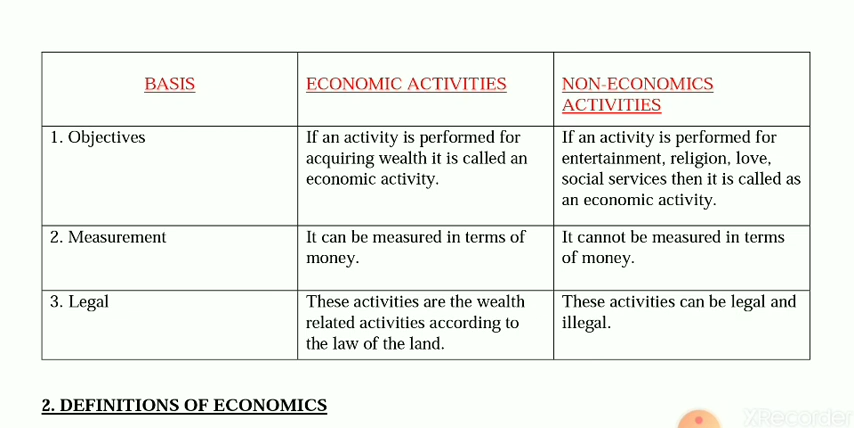 BASIS
ECONOMIC ACTIVITIES
NON-ECONOMICS
ACTIVITIES
1. Objectives
If an activity is performed for
acquiring wealth it is called an
economic activity.
If an activity is performed for
entertainment, religion, love,
social services then it is called as
an economic activity.
2. Measurement
It can be measured in terms of
money.
It cannot be measured in terms
of money.
3. Legal
These activities are the wealth
related activities according to
the law of the land.
These activities can be legal and
illegal.
2. DEFINITIONS OF ECONOMICS
XRecorder